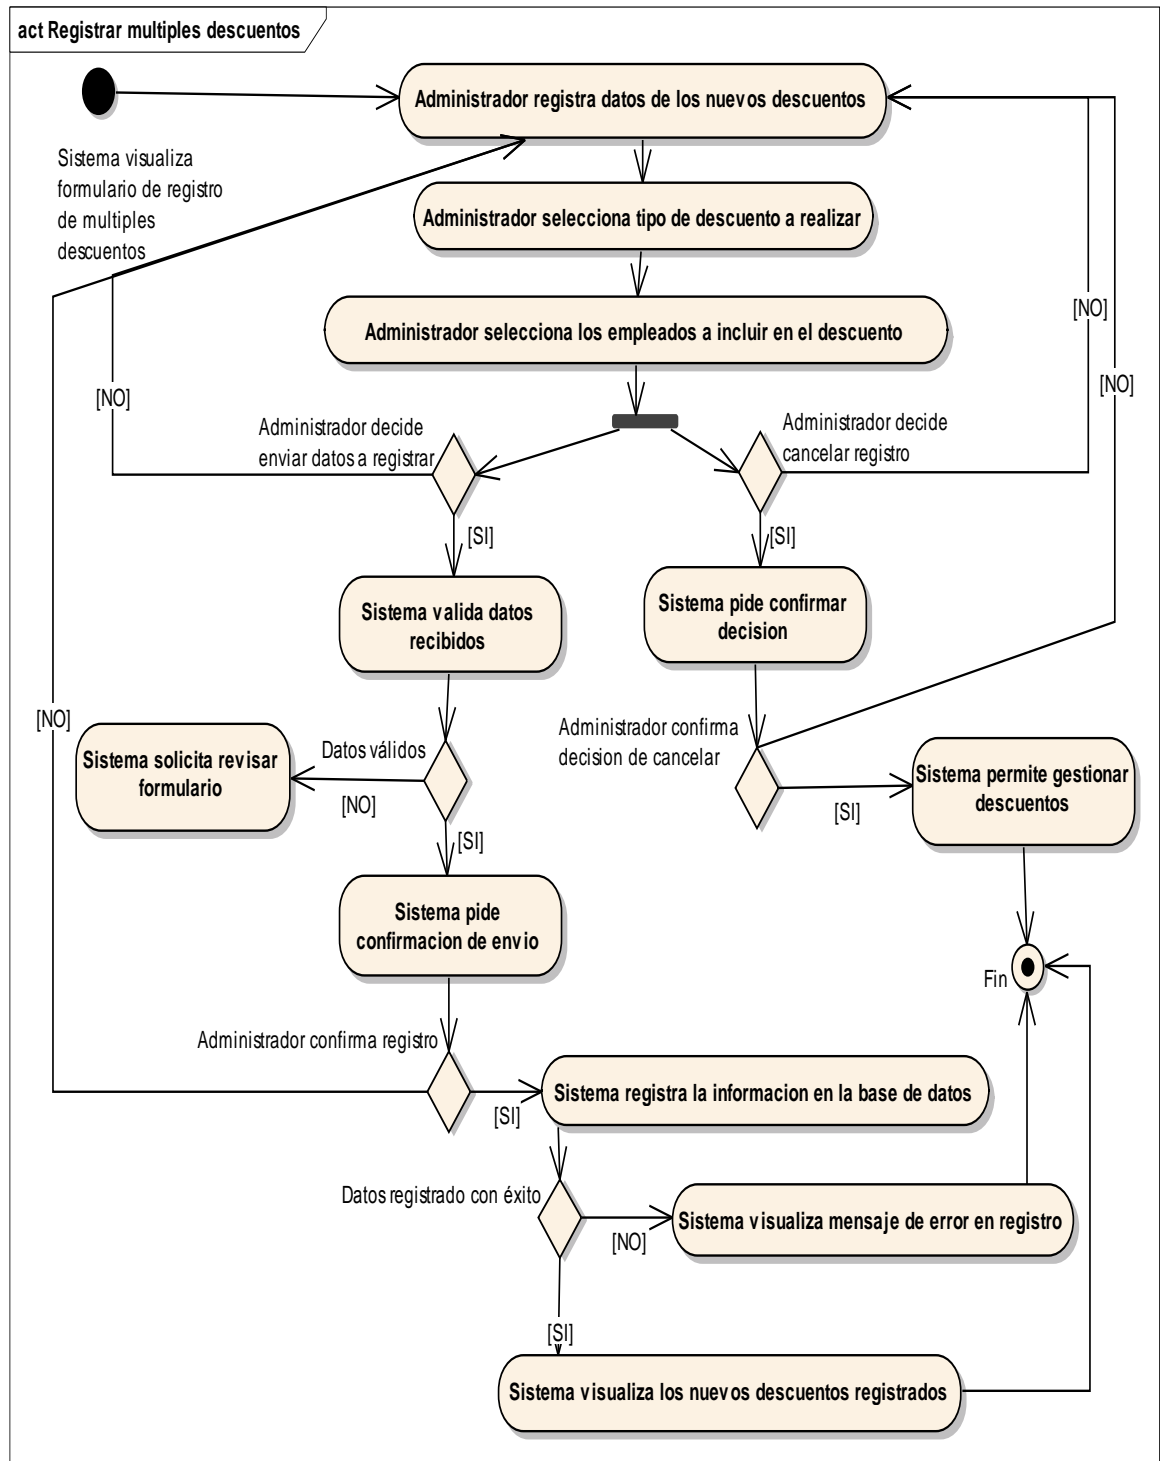 act Registrar multiples descuentos
Administrador registra datos de los nuevos descuentos
Sistema visualiza
formulario de registro
de multiples
descuentos
Administrador selecciona tipo de descuento a realizar
Administrador selecciona los empleados a incluir en el descuento
[NO]
[NO]
[NO]
Administrador decide
enviar datos a registrar
Administrador decide
cancelar registro
[SI]
[SI]
Sistema valida datos
recibidos
Sistema pide confirmar
decision
[NO]
Sistema solicita revisar
formulario
Datos válidos
[NO]
[SI]
Administrador confirma
decision de cancelar
[SI]
Sistema permite gestionar
descuentos
Sistema pide
confirmacion de envio
Fin
Administrador confirma registro
[SI]
Sistema registra la informacion en la base de datos
Datos registrado con éxito
[NO]
Sistema visualiza mensaje de error en registro
[SI]
Sistema visualiza los nuevos descuentos registrados